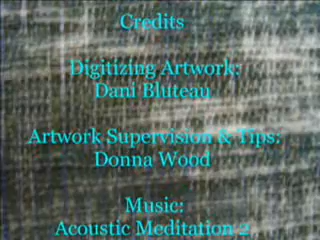 Credits
Digitizing Artwork:
Dani Bluteau
Artwork Supervision & Tips:
Donna Wood
Music:
Acoustic Meditation 2